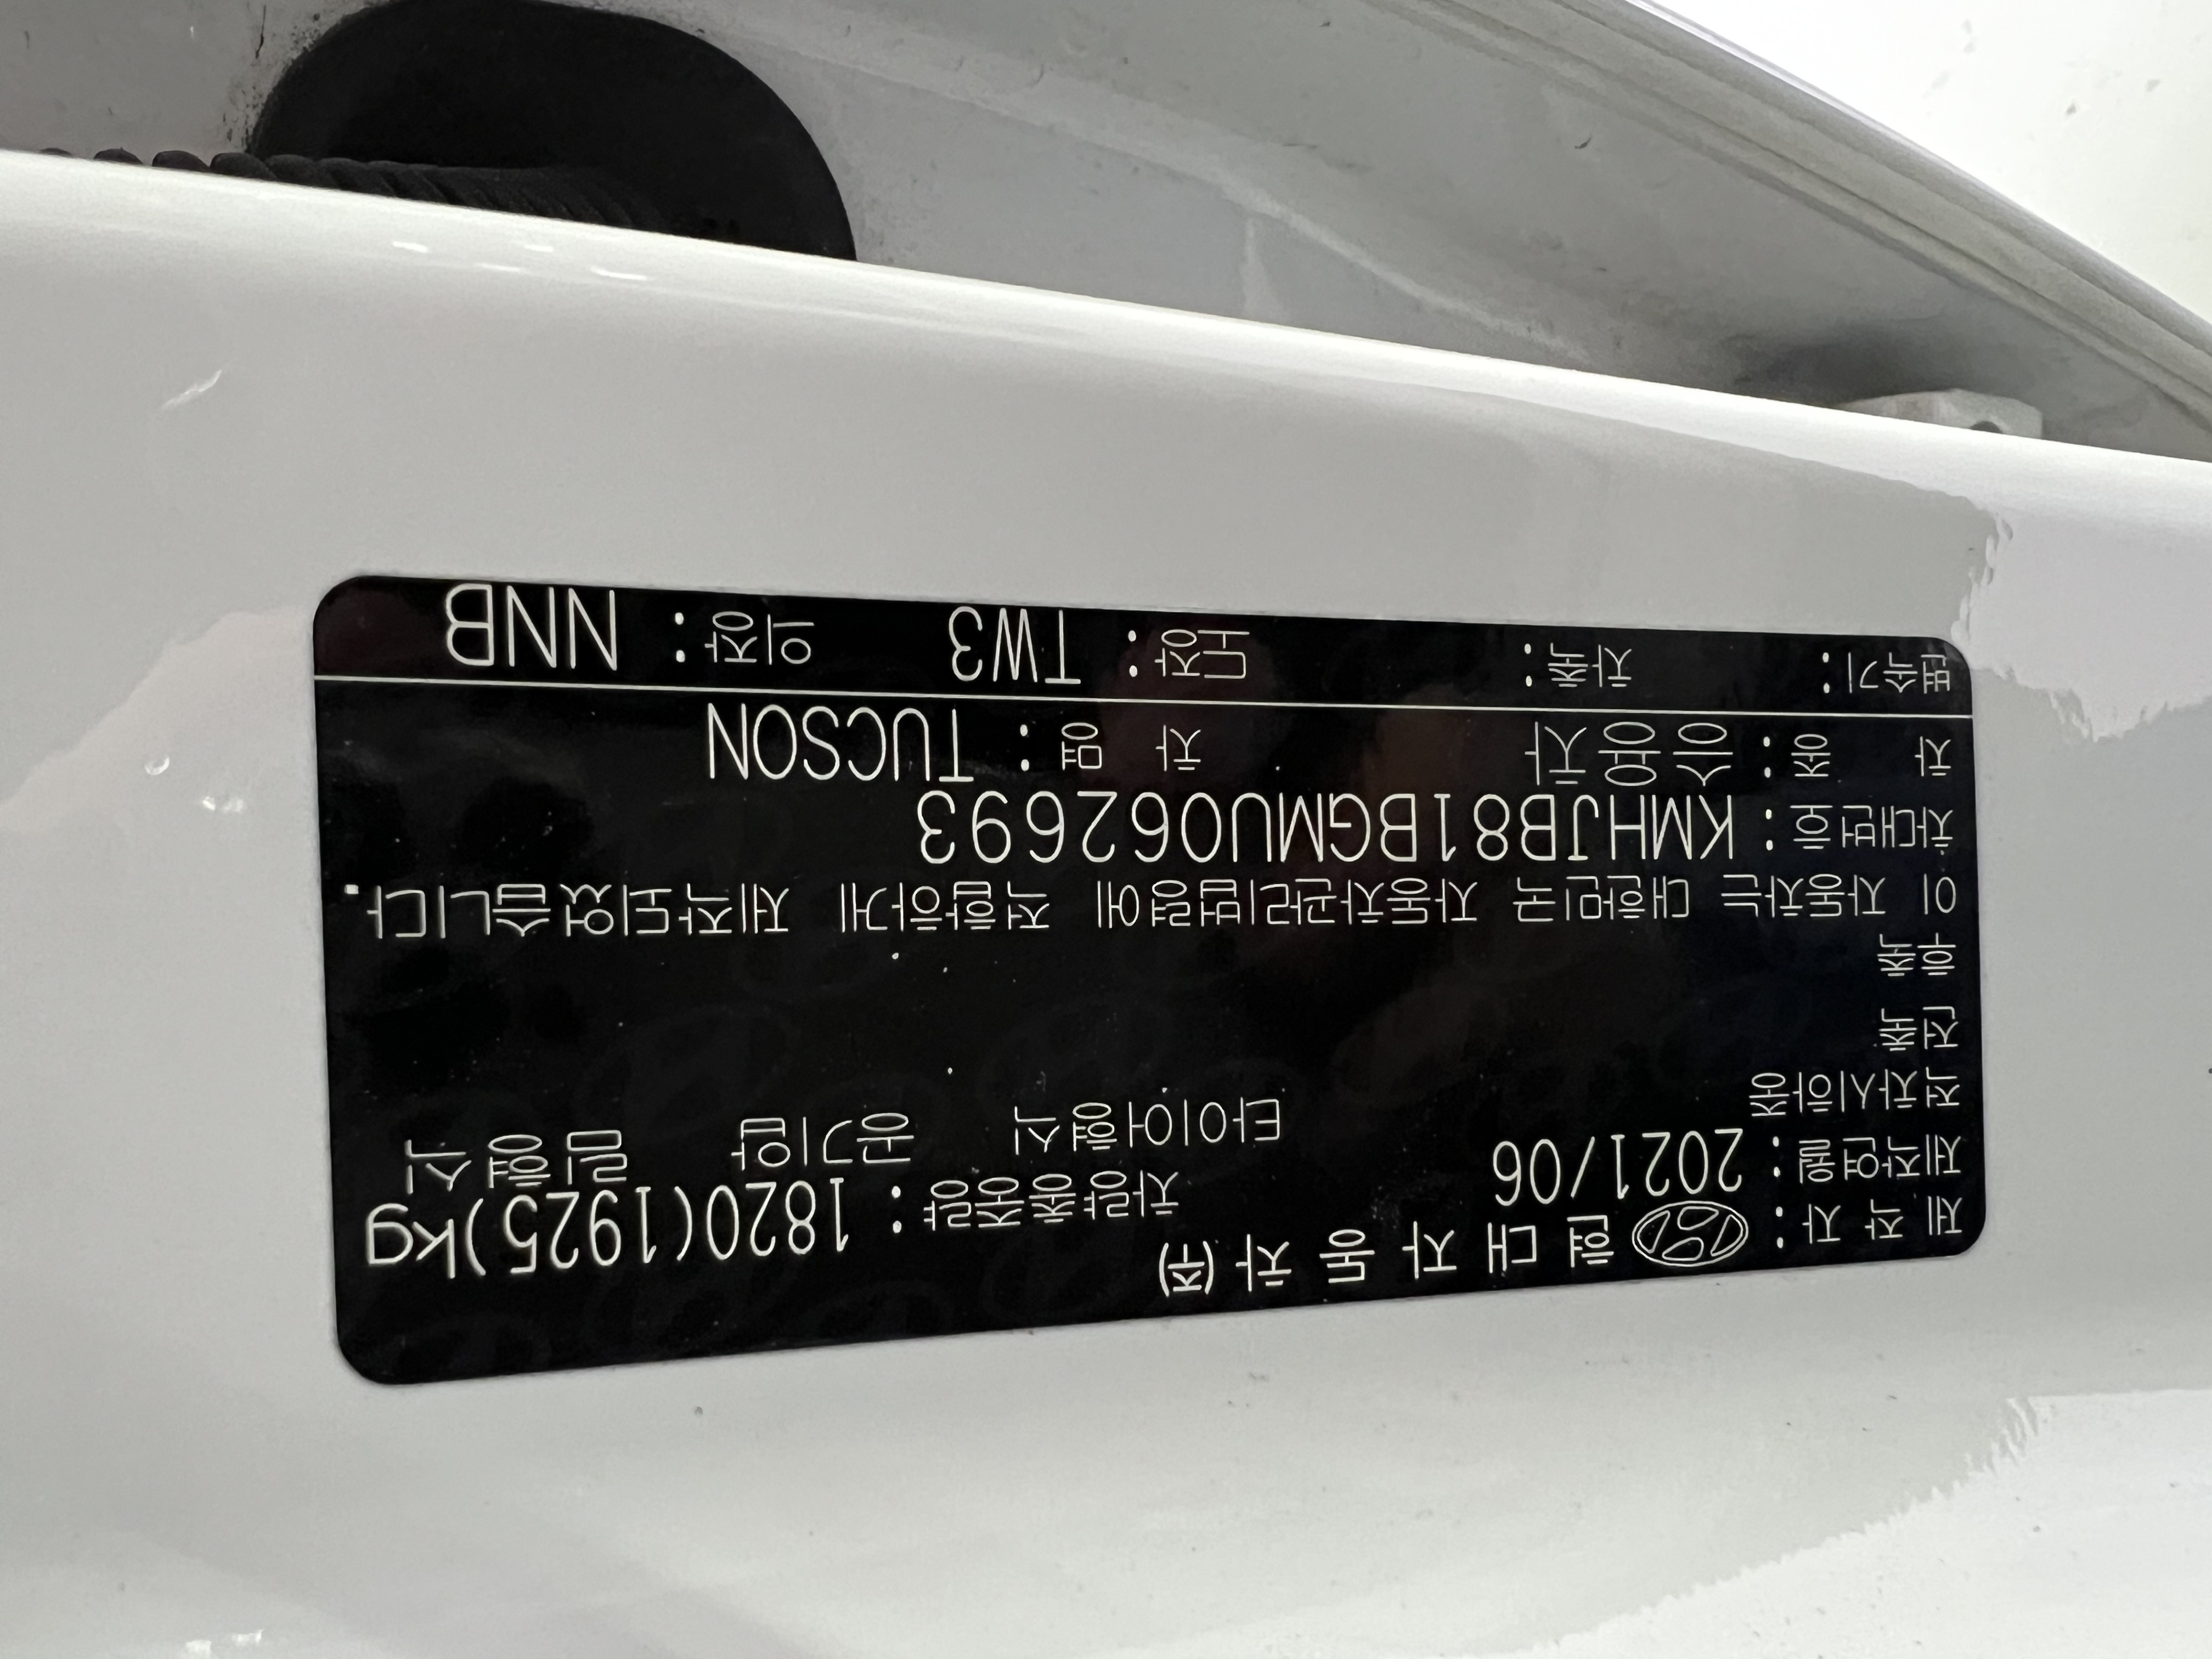 제 작 자 : 현 대 자 동 차 (주)
제작연월 : 2021/06 차량총중량 : 1820(1925)kg
적차시하중 타이어형식 공기압 림형식
전 축
후 축
이 자동차는 대한민국 자동차관리법령에 적합하게 제작되었습니다.
차대번호 : KMHJB81BGMU062693
차 종 : 승용차 차 명 : TUCSON
변속기: 차축: 도장: TW3 의장: NNB